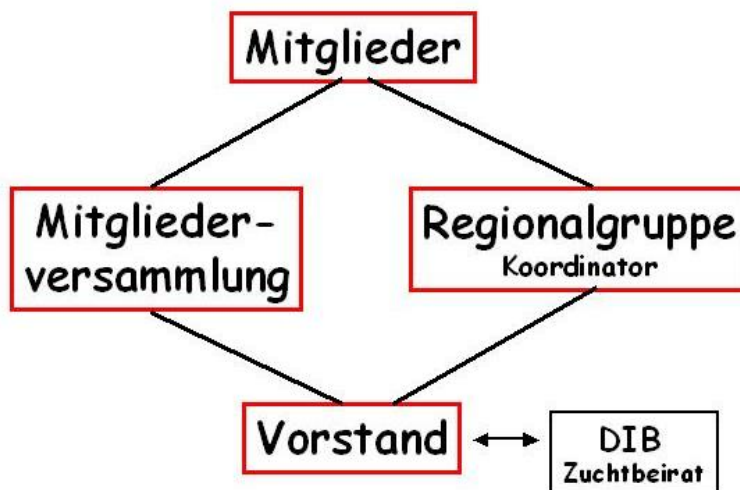 Mitglieder
Mitglieder-
versammlung
Regionalgruppe
Koordinator
Vorstand
DIB
Zuchtbeirat